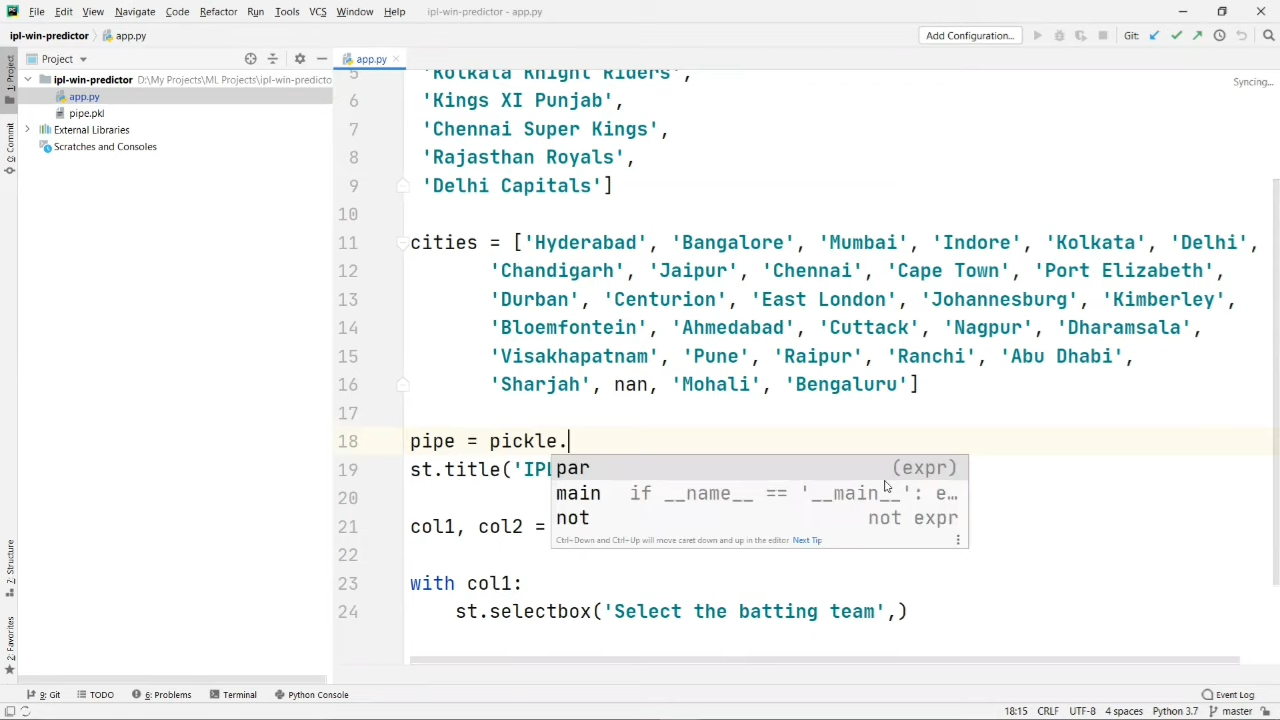 File Edit View Navigate Code Refactor Run Tools VCS Window Help ipl-win-predictor - app.py
ipl-win-predictor app.py Add Configuration... Git:
Project app.py
1: Project
ipl-win-predictor D:\My Projects\ML Projects\ipl-win-predicto
app.py
pipe.pkl
External Libraries
Scratches and Consoles
0: Commit
Z: Structure
2: Favorites
Syncing...
5 'Kolkata Knight Riders',
6 'Kings XI Punjab',
7 'Chennai Super Kings',
8 'Rajasthan Royals',
9 'Delhi Capitals']
10
11 cities = ['Hyderabad', 'Bangalore', 'Mumbai', 'Indore', 'Kolkata', 'Delhi',
12 'Chandigarh', 'Jaipur', 'Chennai', 'Cape Town', 'Port Elizabeth',
13 'Durban', 'Centurion', 'East London', 'Johannesburg', 'Kimberley',
14 'Bloemfontein', 'Ahmedabad', 'Cuttack', 'Nagpur', 'Dharamsala',
15 'Visakhapatnam', 'Pune', 'Raipur', 'Ranchi', 'Abu Dhabi',
16 'Sharjah', nan, 'Mohali', 'Bengaluru']
17
18 pipe = pickle.
19 st.title('IPL
20
21 col1, col2 =
22
23 with col1:
24 st.selectbox('Select the batting team',)
par (expr)
main if __name__ == '__main__': e…
not not expr
Ctrl+Down and Ctrl+Up will move caret down and up in the editor Next Tip
9: Git TODO 6: Problems Terminal Python Console Event Log
18:15 CRLF UTF-8 4 spaces Python 3.7 master